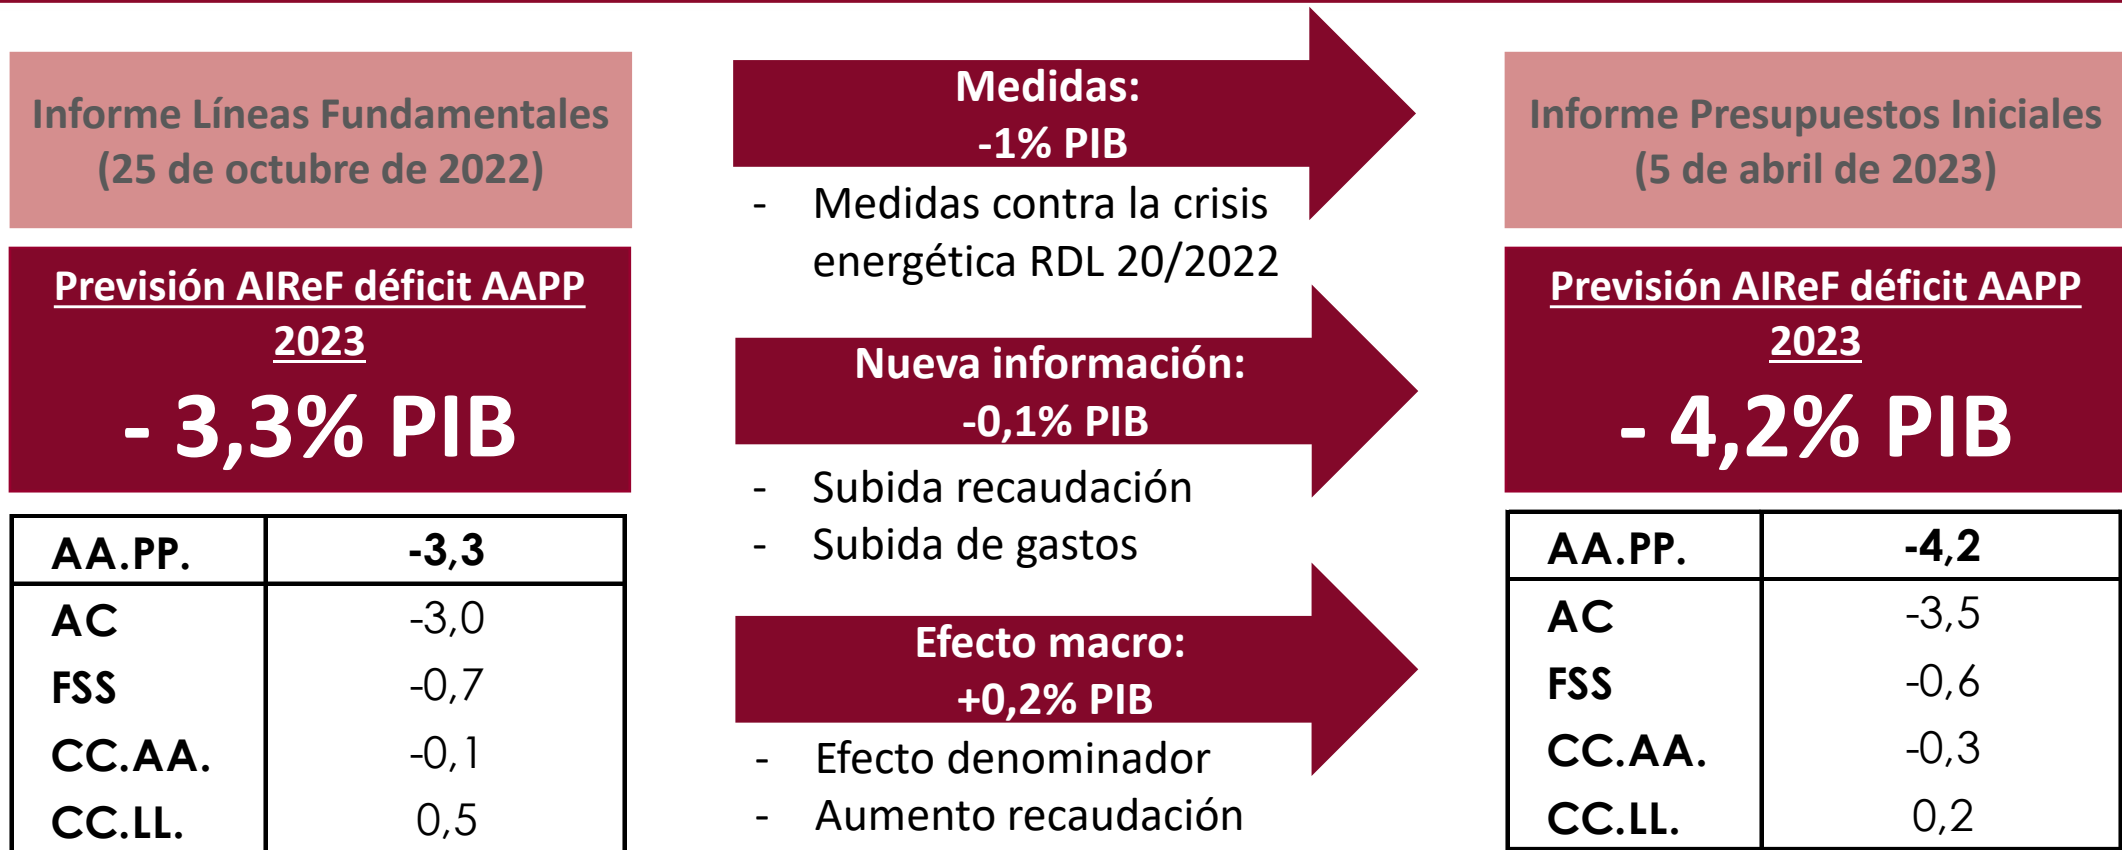 Informe Líneas Fundamentales
(25 de octubre de 2022)
Previsión AIReF déficit AAPP
2023
- 3,3% PIB
AA.PP. -3,3
AC -3,0
FSS -0,7
CC.AA. -0,1
CC.LL. 0,5
Medidas:
-1% PIB
- Medidas contra la crisis
energética RDL 20/2022
Nueva información:
-0,1% PIB
- Subida recaudación
- Subida de gastos
Efecto macro:
+0,2% PIB
- Efecto denominador
- Aumento recaudación
Informe Presupuestos Iniciales
(5 de abril de 2023)
Previsión AIReF déficit AAPP
2023
- 4,2% PIB
AA.PP. -4,2
AC -3,5
FSS -0,6
CC.AA. -0,3
CC.LL. 0,2